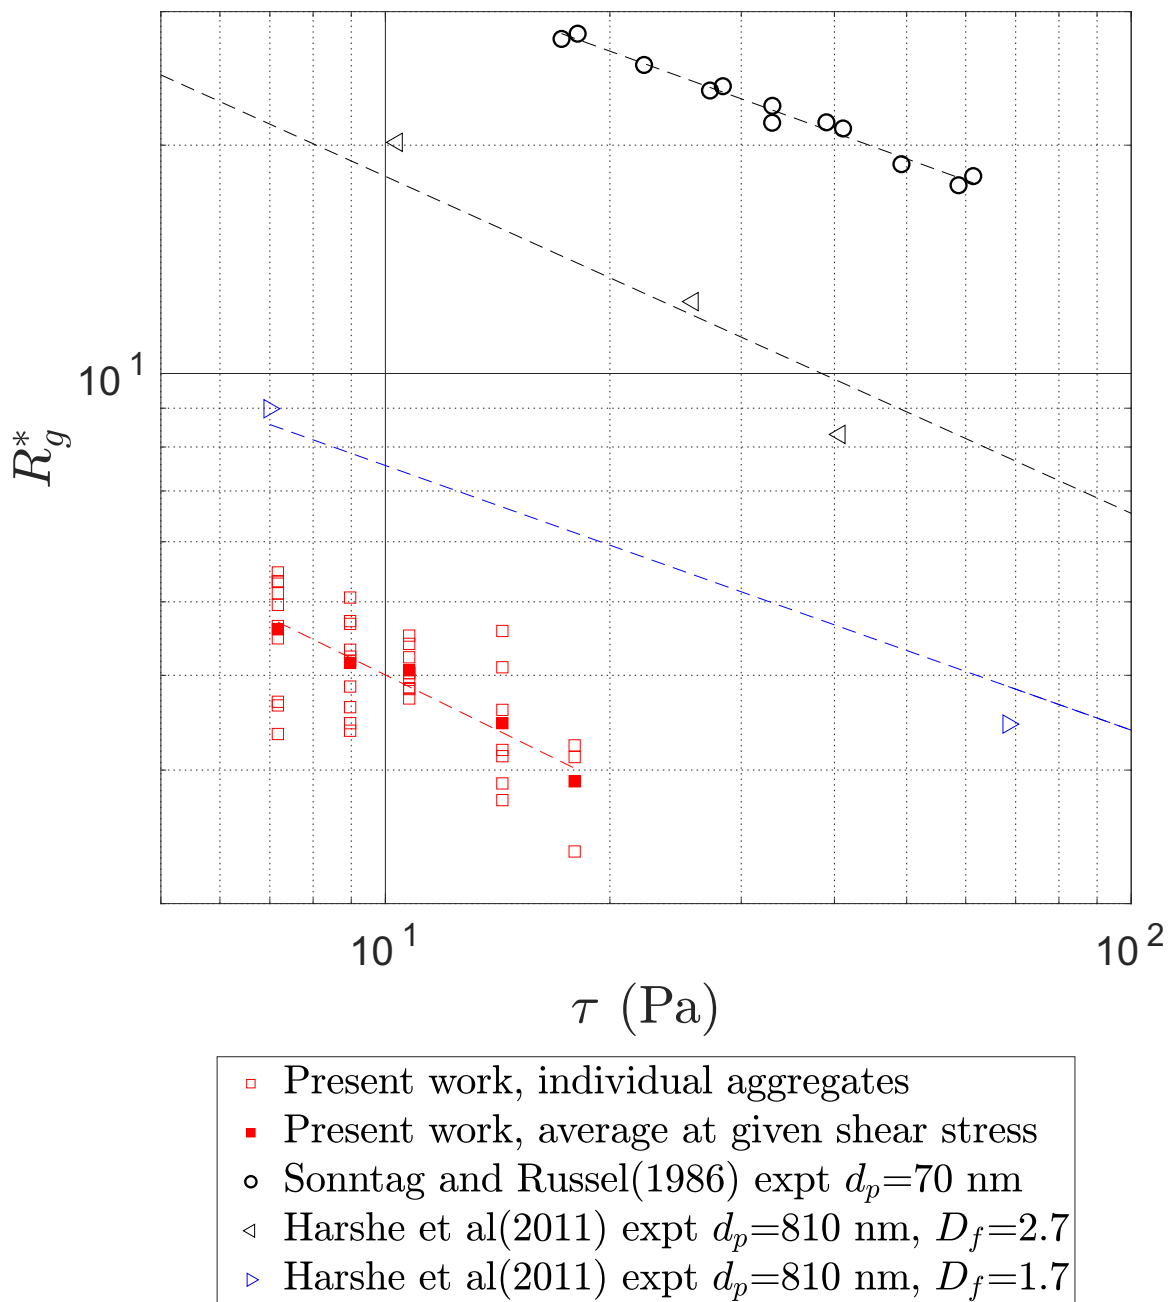 10^1
R_g^*
10^1
10^2
τ (Pa)
Present work, individual aggregates
Present work, average at given shear stress
Sonntag and Russel(1986) expt d_p=70 nm
Harshe et al(2011) expt d_p=810 nm, D_f=2.7
Harshe et al(2011) expt d_p=810 nm, D_f=1.7